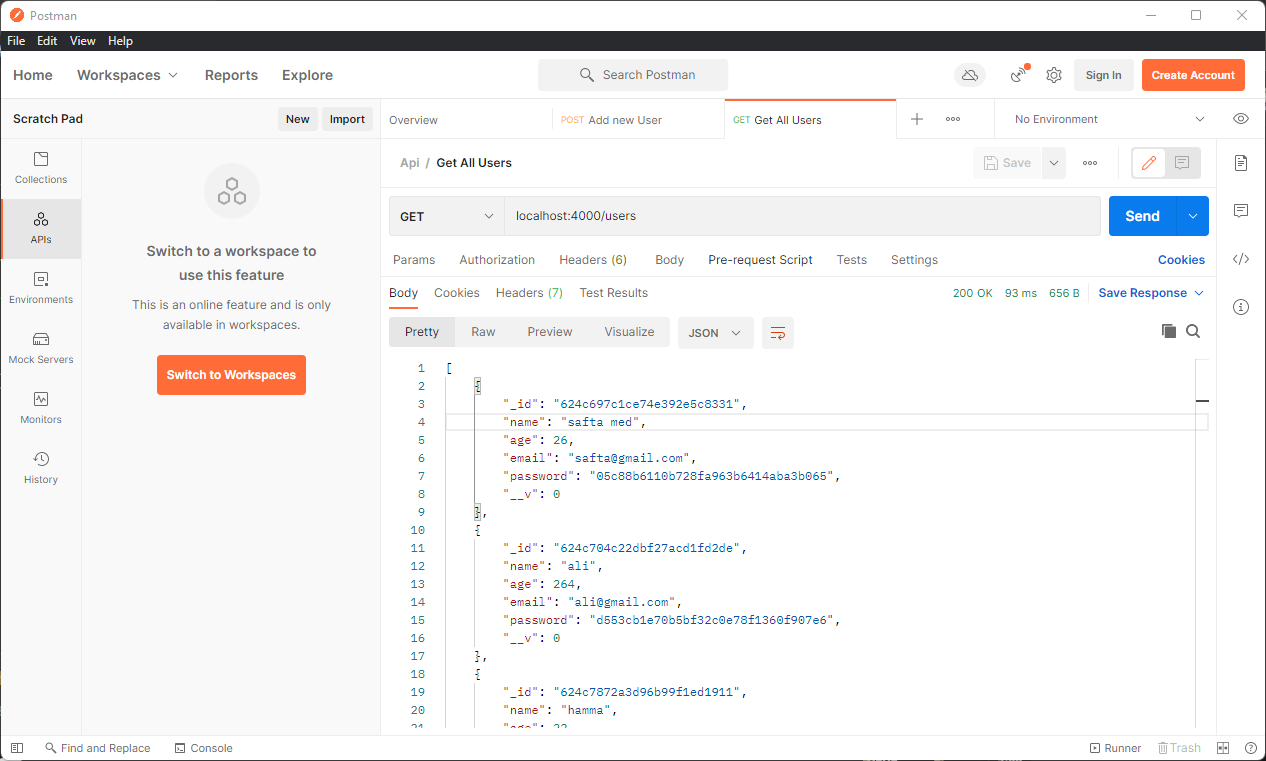 Postman
File Edit View Help
Home Workspaces Reports Explore Search Postman Sign In Create Account
Scratch Pad New Import Overview POST Add new User GET Get All Users No Environment
Collections
APIs
Environments
Mock Servers
Monitors
History
Switch to a workspace to
use this feature
This is an online feature and is only
available in workspaces.
Switch to Workspaces
Api / Get All Users Save
GET localhost:4000/users Send
Params Authorization Headers (6) Body Pre-request Script Tests Settings Cookies
Body Cookies Headers (7) Test Results 200 OK 93 ms 656 B Save Response
Pretty Raw Preview Visualize JSON
1 [
2 {
3 "_id": "624c697c1ce74e392e5c8331",
4 "name": "safta med",
5 "age": 26,
6 "email": "safta@gmail.com",
7 "password": "05c88b6110b728fa963b6414aba3b065",
8 "__v": 0
9 },
10 {
11 "_id": "624c704c22dbf27acd1fd2de",
12 "name": "ali",
13 "age": 264,
14 "email": "ali@gmail.com",
15 "password": "d553cb1e70b5bf32c0e78f1360f907e6",
16 "__v": 0
17 },
18 {
19 "_id": "624c7872a3d96b99f1ed1911",
20 "name": "hamma",
Find and Replace Console Runner Trash